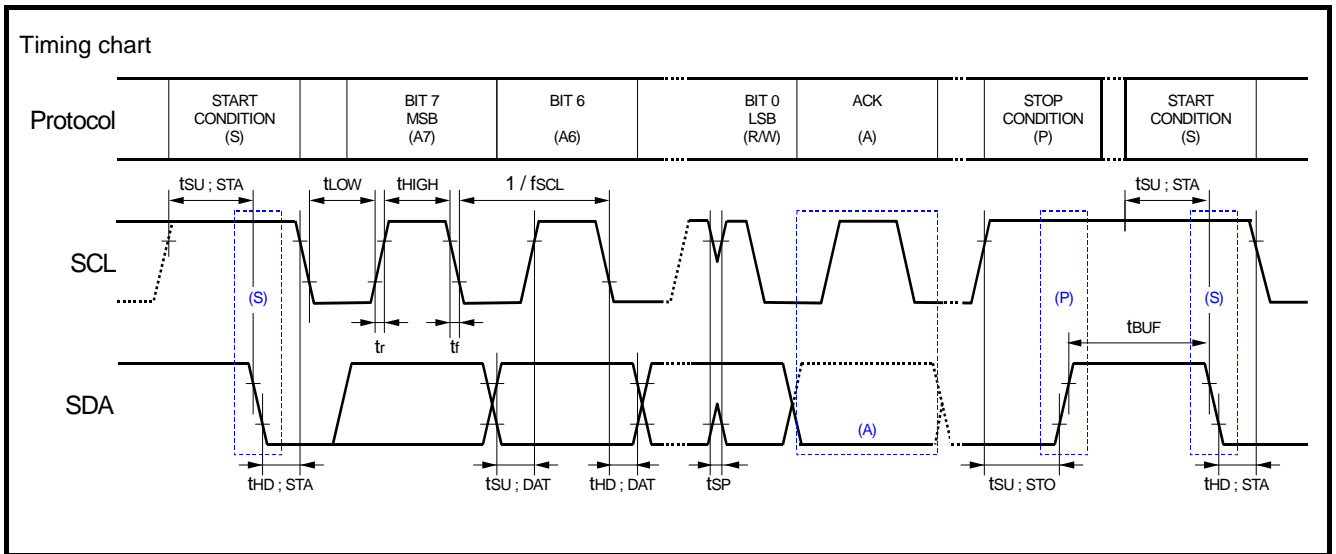 Timing chart
Protocol
START
CONDITION
(S)
BIT 7
MSB
(A7)
BIT 6
(A6)
BIT 0
LSB
(R/W)
ACK
(A)
STOP
CONDITION
(P)
START
CONDITION
(S)
tSU ; STA
tLOW
tHIGH
1 / fSCL
tSU ; STA
SCL
(S)
(P)
(S)
tr
tf
tBUF
SDA
(A)
tHD ; STA
tSU ; DAT
tHD ; DAT
tSP
tSU ; STO
tHD ; STA